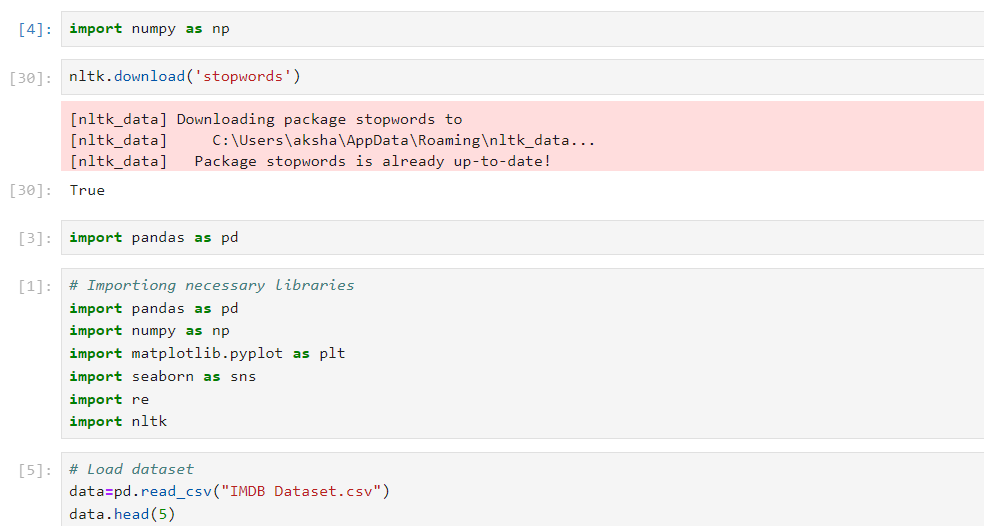 [4]: import numpy as np
[30]: nltk.download('stopwords')
[nltk_data] Downloading package stopwords to
[nltk_data]     C:\Users\aksha\AppData\Roaming\nltk_data...
[nltk_data]   Package stopwords is already up-to-date!
[30]: True
[3]: import pandas as pd
[1]: # Importiong necessary libraries
import pandas as pd
import numpy as np
import matplotlib.pyplot as plt
import seaborn as sns
import re
import nltk
[5]: # Load dataset
data=pd.read_csv("IMDB Dataset.csv")
data.head(5)